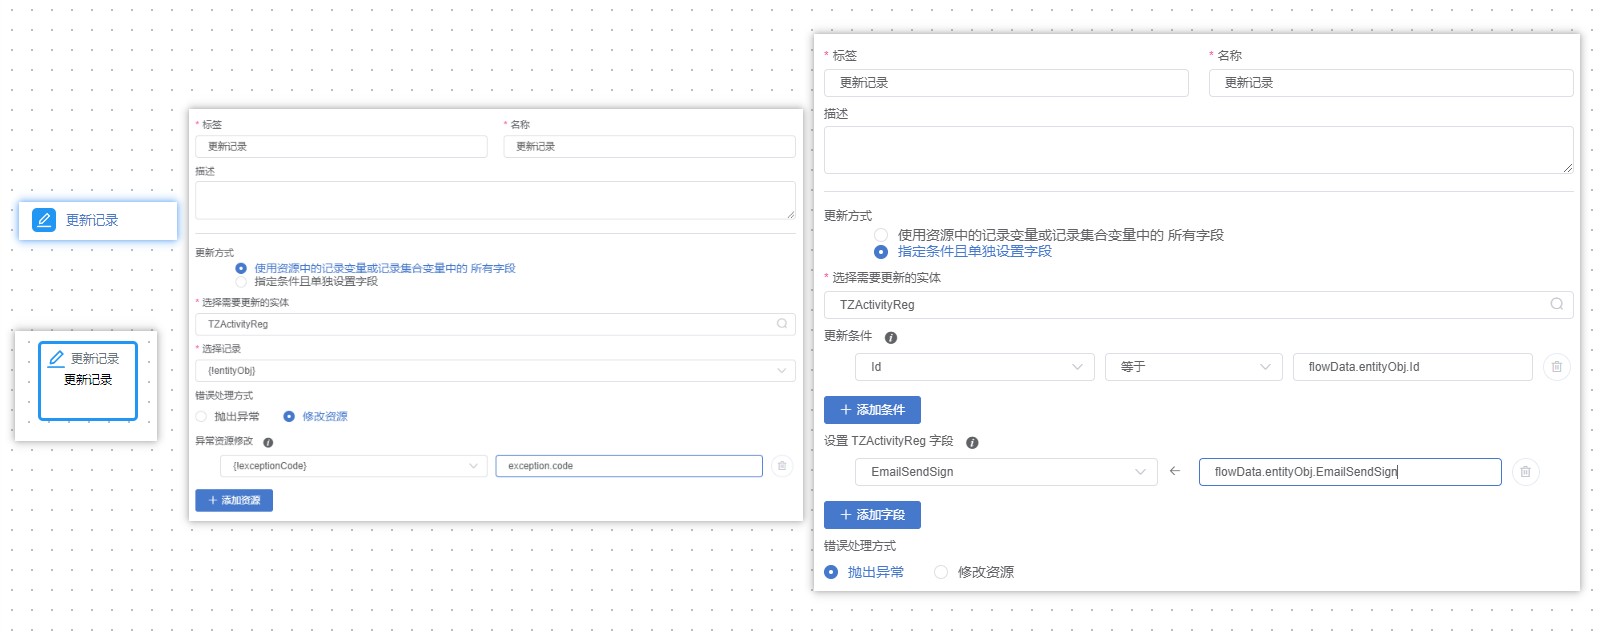 更新记录
更新记录
更新记录
* 标签
* 名称
更新记录
更新记录
描述
更新方式
使用资源中的记录变量或记录集合变量中的 所有字段
指定条件且单独设置字段
* 选择需要更新的实体
TZActivityReg
* 选择记录
{!entityObj}
错误处理方式
抛出异常
修改资源
异常资源修改
{!exceptionCode}
exception.code
+ 添加资源
* 标签
* 名称
更新记录
更新记录
描述
更新方式
使用资源中的记录变量或记录集合变量中的 所有字段
指定条件且单独设置字段
* 选择需要更新的实体
TZActivityReg
更新条件
Id
等于
flowData.entityObj.Id
+ 添加条件
设置 TZActivityReg 字段
EmailSendSign
←
flowData.entityObj.EmailSendSign
+ 添加字段
错误处理方式
抛出异常
修改资源